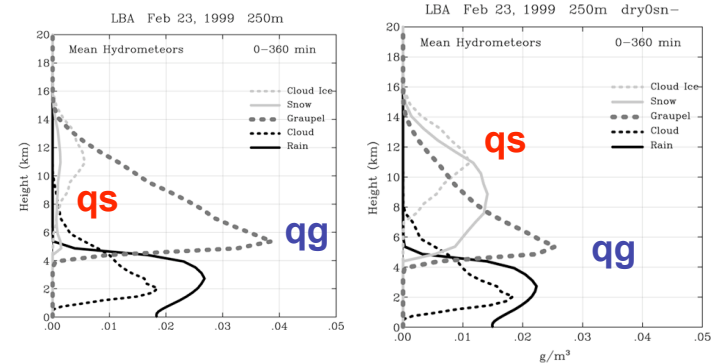 LBA Feb 23, 1999 250m
Mean Hydrometeors 0-360 min
Cloud Ice
Snow
Graupel
Cloud
Rain
qs
qg
Height (km)
20
18
16
14
12
10
8
6
4
2
0
.00 .01 .02 .03 .04 .05
LBA Feb 23, 1999 250m dry0sn-
Mean Hydrometeors 0-360 min
Cloud Ice
Snow
Graupel
Cloud
Rain
qs
qg
Height (km)
20
18
16
14
12
10
8
6
4
2
0
.00 .01 .02 .03 .04 .05
g/m³